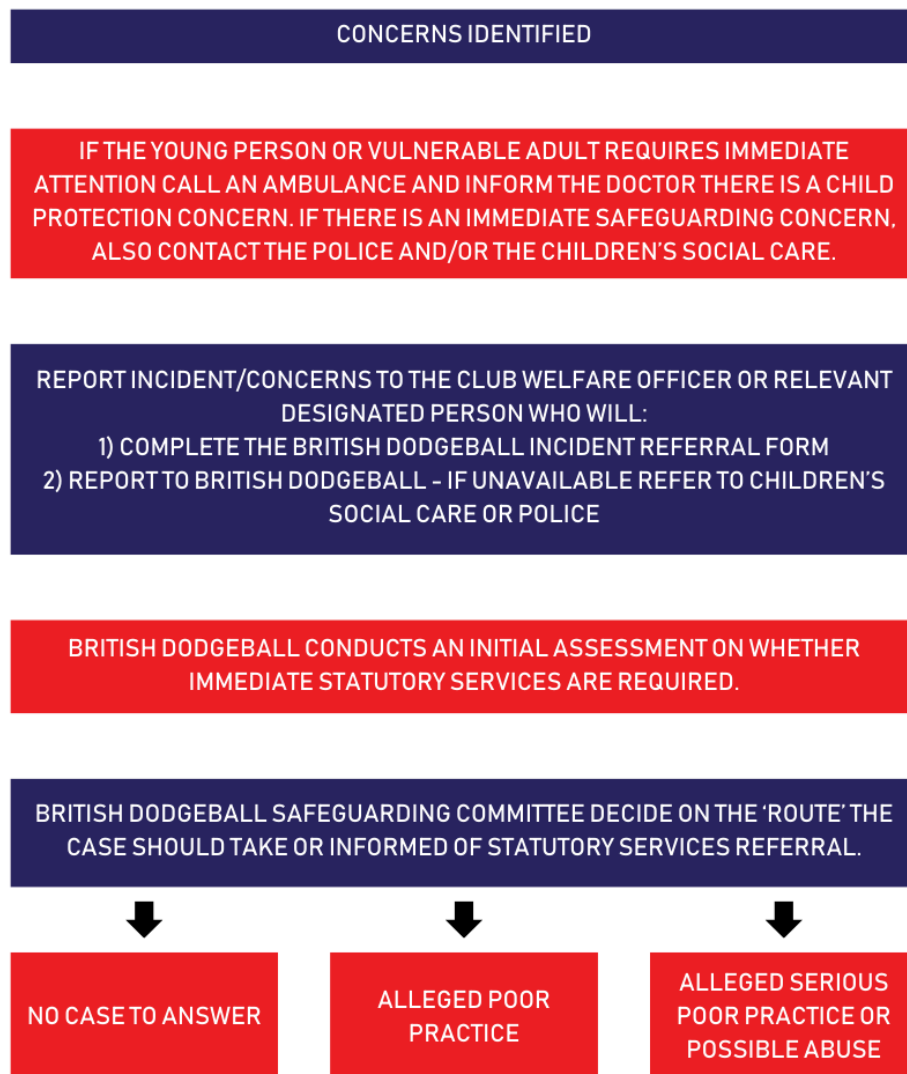 CONCERNS IDENTIFIED
IF THE YOUNG PERSON OR VULNERABLE ADULT REQUIRES IMMEDIATE
ATTENTION CALL AN AMBULANCE AND INFORM THE DOCTOR THERE IS A CHILD
PROTECTION CONCERN. IF THERE IS AN IMMEDIATE SAFEGUARDING CONCERN,
ALSO CONTACT THE POLICE AND/OR THE CHILDREN'S SOCIAL CARE.
REPORT INCIDENT/CONCERNS TO THE CLUB WELFARE OFFICER OR RELEVANT
DESIGNATED PERSON WHO WILL:
1) COMPLETE THE BRITISH DODGEBALL INCIDENT REFERRAL FORM
2) REPORT TO BRITISH DODGEBALL - IF UNAVAILABLE REFER TO CHILDREN'S
SOCIAL CARE OR POLICE
BRITISH DODGEBALL CONDUCTS AN INITIAL ASSESSMENT ON WHETHER
IMMEDIATE STATUTORY SERVICES ARE REQUIRED.
BRITISH DODGEBALL SAFEGUARDING COMMITTEE DECIDE ON THE 'ROUTE' THE
CASE SHOULD TAKE OR INFORMED OF STATUTORY SERVICES REFERRAL.
NO CASE TO ANSWER
ALLEGED POOR
PRACTICE
ALLEGED SERIOUS
POOR PRACTICE OR
POSSIBLE ABUSE